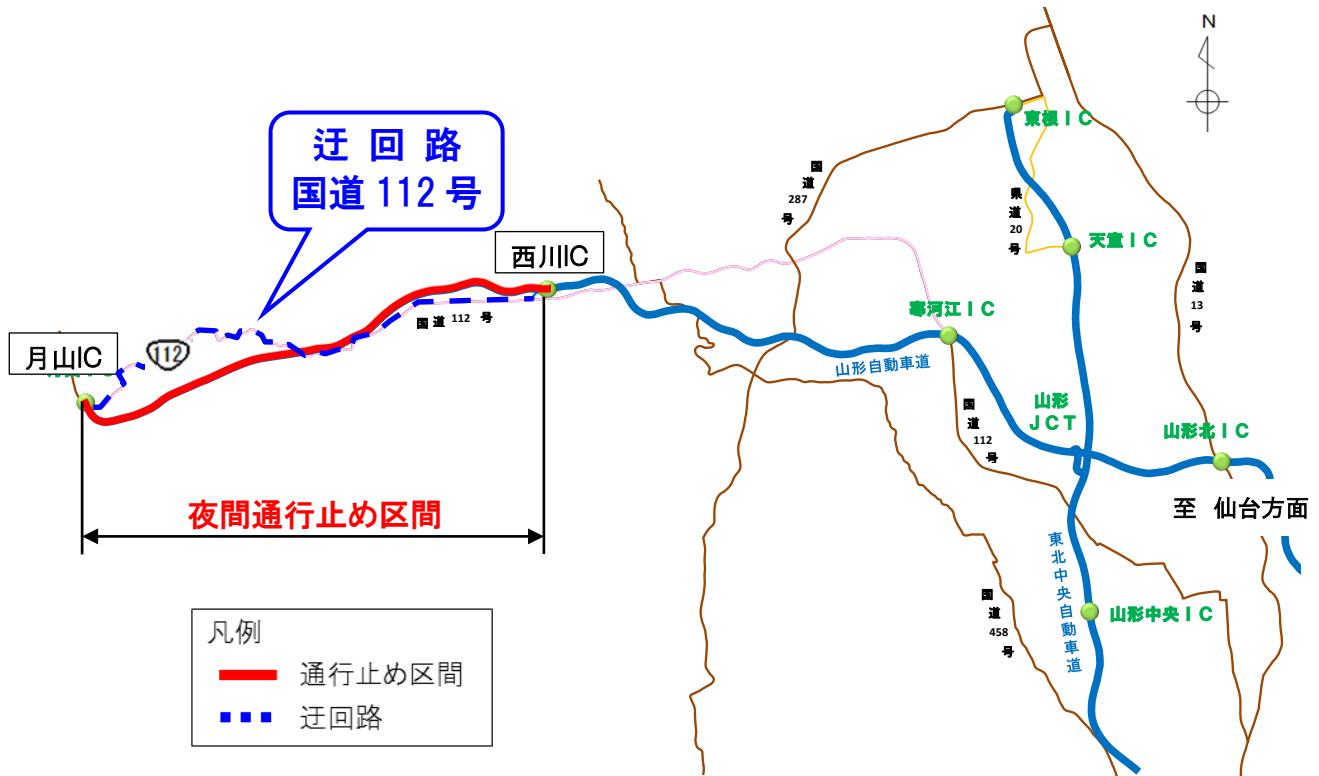 N
迂回路
国道112号
東根IC
国道287号
県道20号
天童IC
西川IC
国道13号
寒河江IC
国道112号
月山IC
112
山形自動車道
山形
JCT
国道112号
山形北IC
至 仙台方面
夜間通行止め区間
東北中央自動車道
国道458号
山形中央IC
凡例
通行止め区間
迂回路